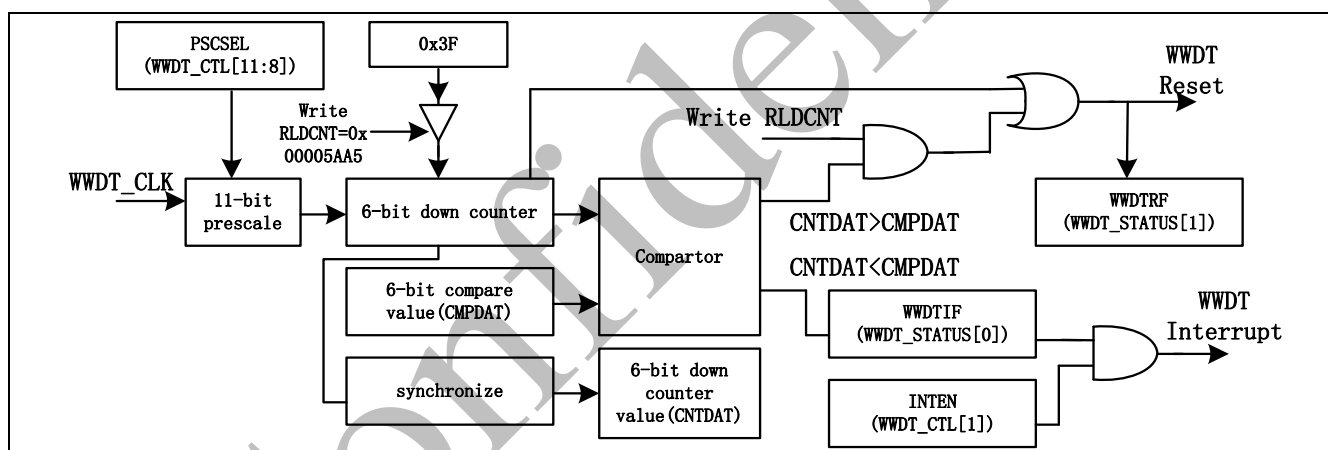 PSCSEL
(WWDT_CTL[11:8])
0x3F
Write
RLDCNT=0x
00005AA5
WWDT_CLK
11-bit
prescale
6-bit down counter
Write RLDCNT
WWDT
Reset
WWDTRF
(WWDT_STATUS[1])
Compartor
CNTDAT>CMPDAT
CNTDAT<CMPDAT
6-bit compare
value(CMPDAT)
WWDTIF
(WWDT_STATUS[0])
WWDT
Interrupt
synchronize
6-bit down
counter
value(CNTDAT)
INTEN
(WWDT_CTL[1])
onfiden